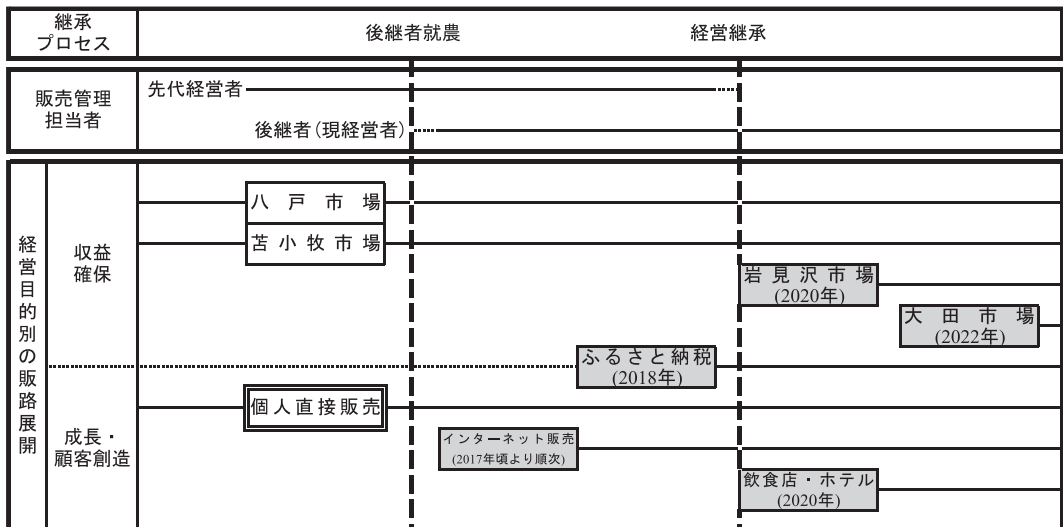 継承
プロセス
後継者就農
経営継承
販売管理
担当者
先代経営者
後継者(現経営者)
経営目的別の販路展開
収益
確保
八戸市場
苫小牧市場
岩見沢市場
(2020年)
大田市場
(2022年)
ふるさと納税
(2018年)
成長・
顧客創造
個人直接販売
インターネット販売
(2017年頃より順次)
飲食店・ホテル
(2020年)